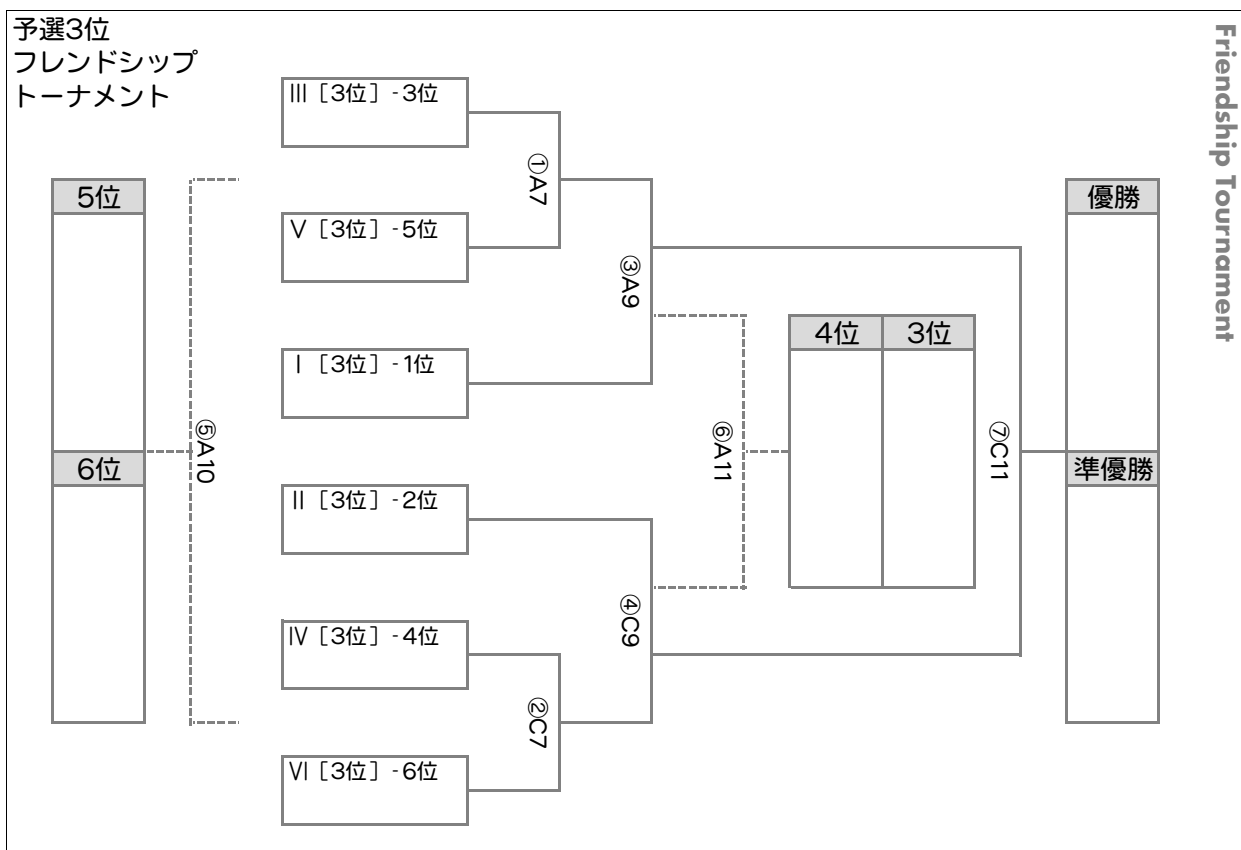 予選3位
フレンドシップ
トーナメント
Friendship Tournament
Ⅲ［3位］-3位
①A7
5位
Ⅴ［3位］-5位
優勝
③A9
Ⅰ［3位］-1位
4位
3位
⑤A10
6位
⑥A11
⑦C11
準優勝
Ⅱ［3位］-2位
④C9
Ⅳ［3位］-4位
②C7
Ⅵ［3位］-6位